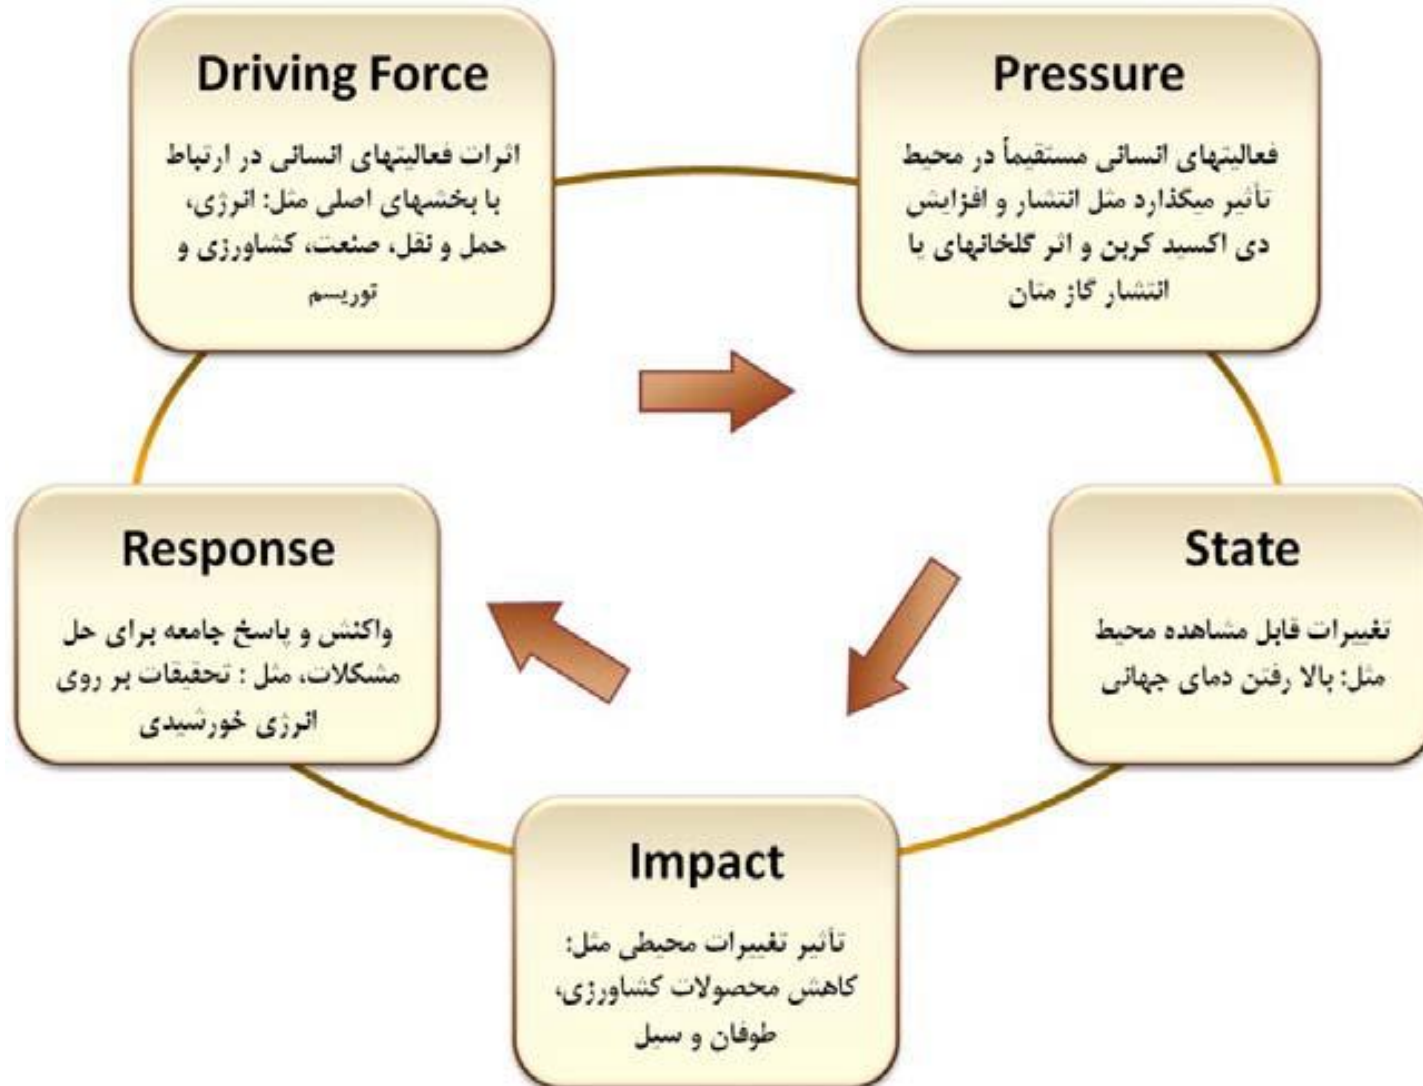 Driving Force
اثرات فعالیتهای انسانی در ارتباط
با بخشهای اصلی مثل: انرژی،
حمل و نقل، صنعت، کشاورزی و
توریسم
Pressure
فعالیتهای انسانی مستقیماً در محیط
تأثیر میگذارد مثل انتشار و افزایش
دی اکسید کربن و اثر گلخانهای یا
انتشار گاز متان
State
تغییرات قابل مشاهده محیط
مثل: بالا رفتن دمای جهانی
Impact
تأثیر تغییرات محیطی مثل:
کاهش محصولات کشاورزی،
طوفان و سیل
Response
واکنش و پاسخ جامعه برای حل
مشکلات، مثل : تحقیقات بر روی
انرژی خورشیدی